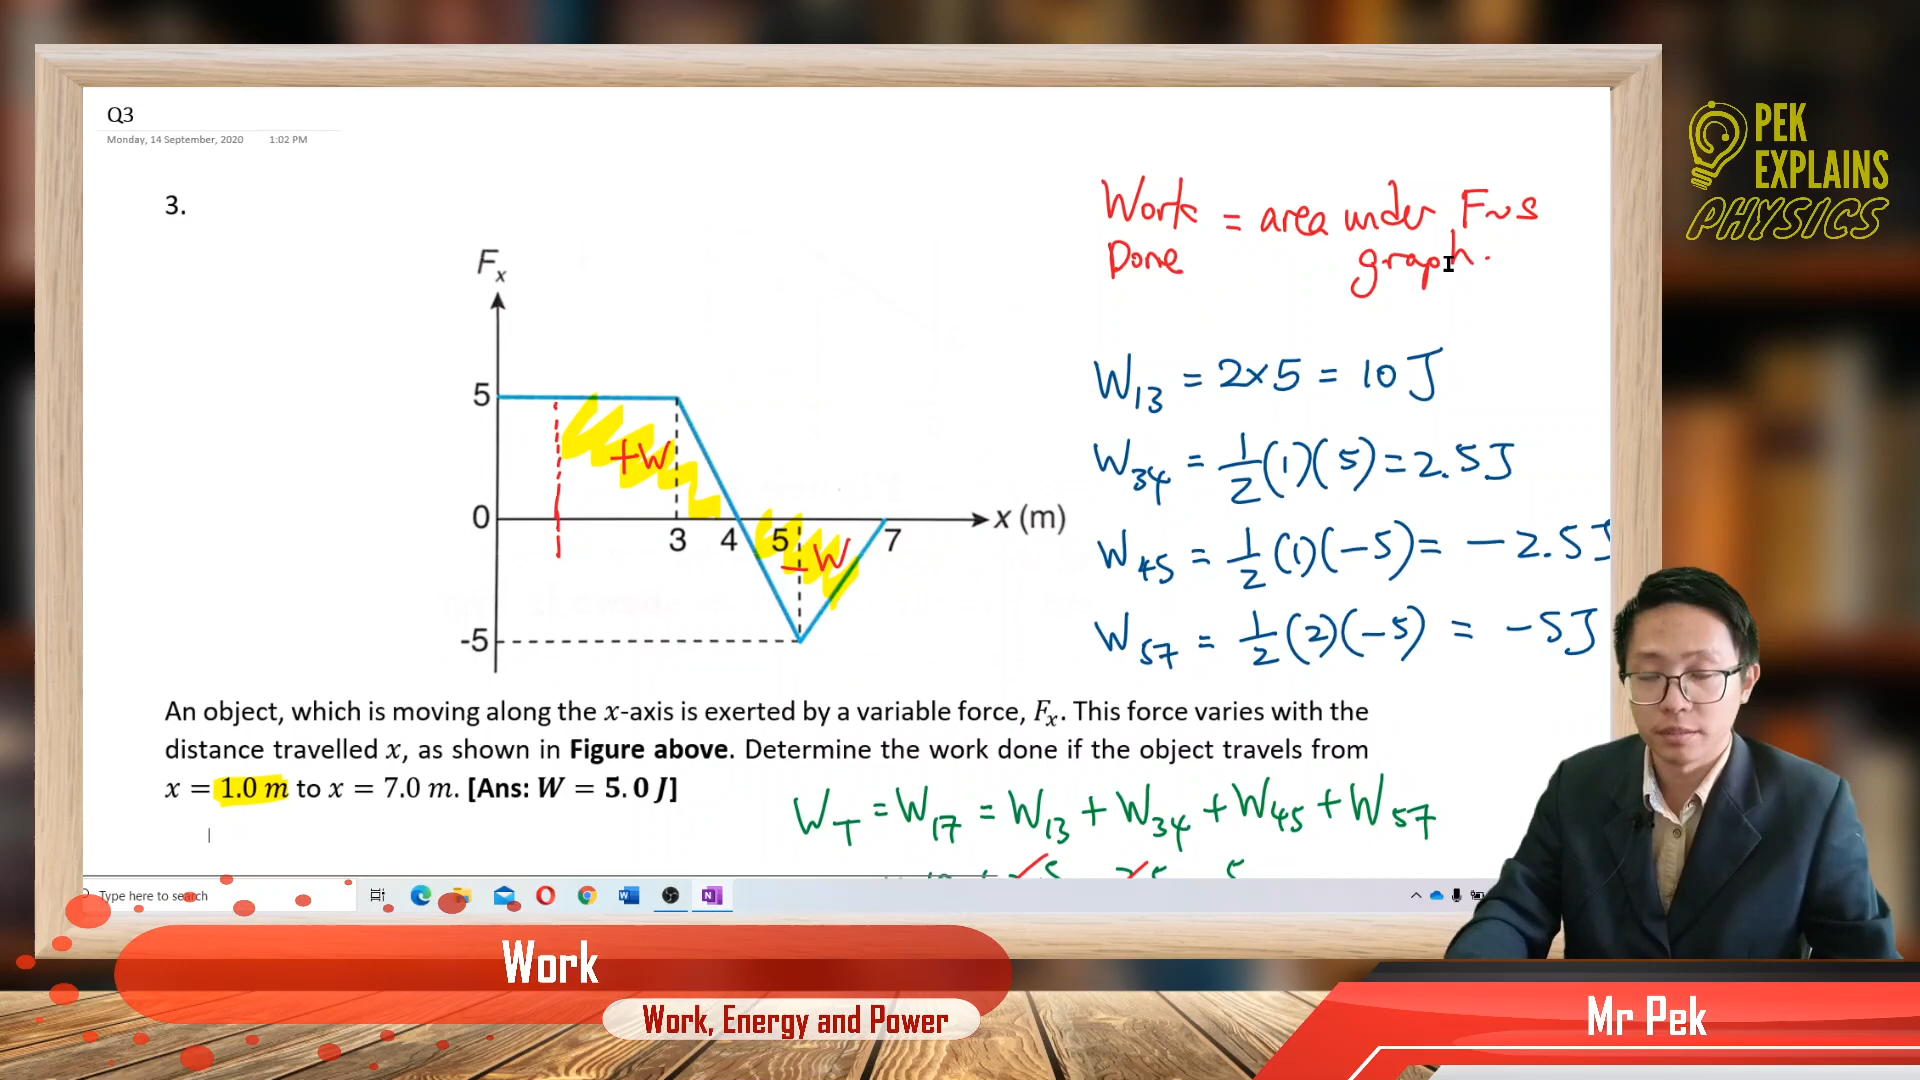 Q3
Monday, 14 September, 2020 1:02 PM
3.
Work = area under F~s
Done graph.
Fx
5
0
-5
3 4 5 7
x (m)
+W
-W
W13 = 2×5 = 10 J
W34 = 1/2 (1)(5) = 2.5 J
W45 = 1/2 (1)(-5) = -2.5 J
W57 = 1/2 (2)(-5) = -5 J
An object, which is moving along the x-axis is exerted by a variable force, Fx. This force varies with the
distance travelled x, as shown in Figure above. Determine the work done if the object travels from
x = 1.0 m to x = 7.0 m. [Ans: W = 5.0 J]
WT = W17 = W13 + W34 + W45 + W57
Type here to search
PEK
EXPLAINS
PHYSICS
Work
Work, Energy and Power
Mr Pek